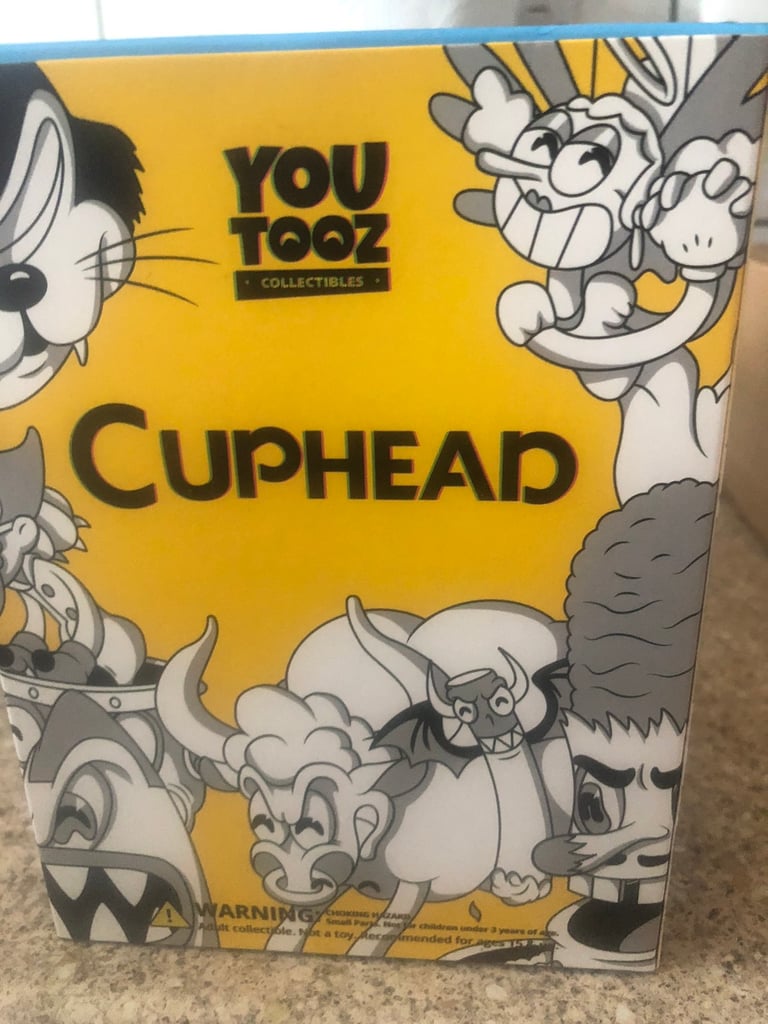 YOU
TOOZ
· COLLECTIBLES ·
CUPHEAD
WARNING: CHOKING HAZARD
Small Parts. Not for children under 3 years of age.
Adult collectible. Not a toy. Recommended for ages 15